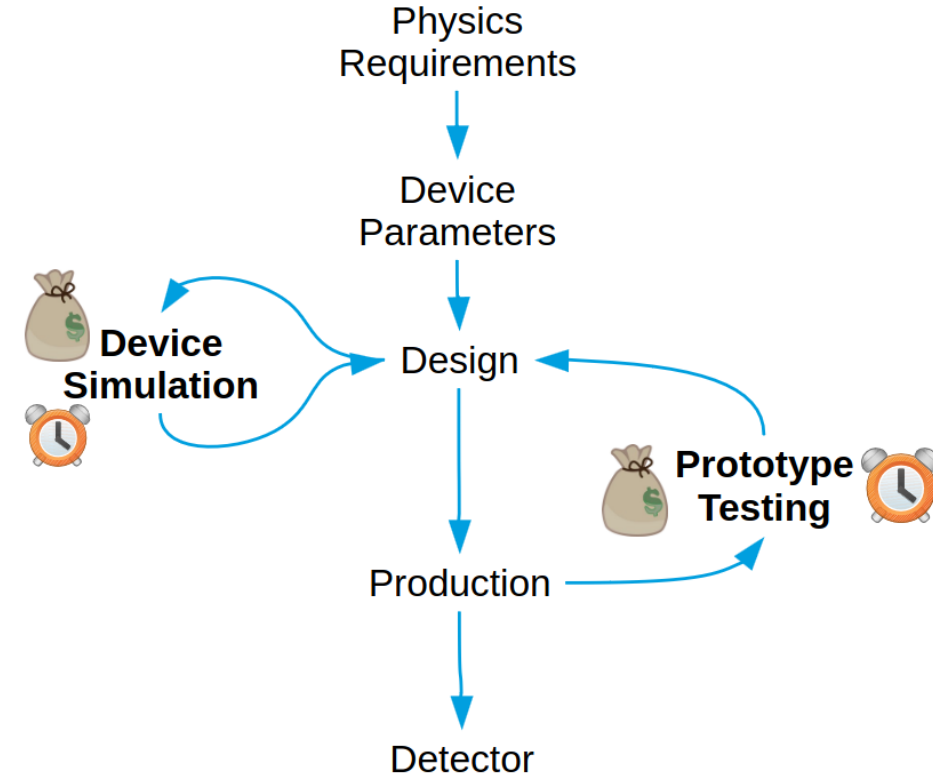 Physics
Requirements
Device
Parameters
Device
Simulation
Design
Prototype
Testing
Production
Detector
$
$